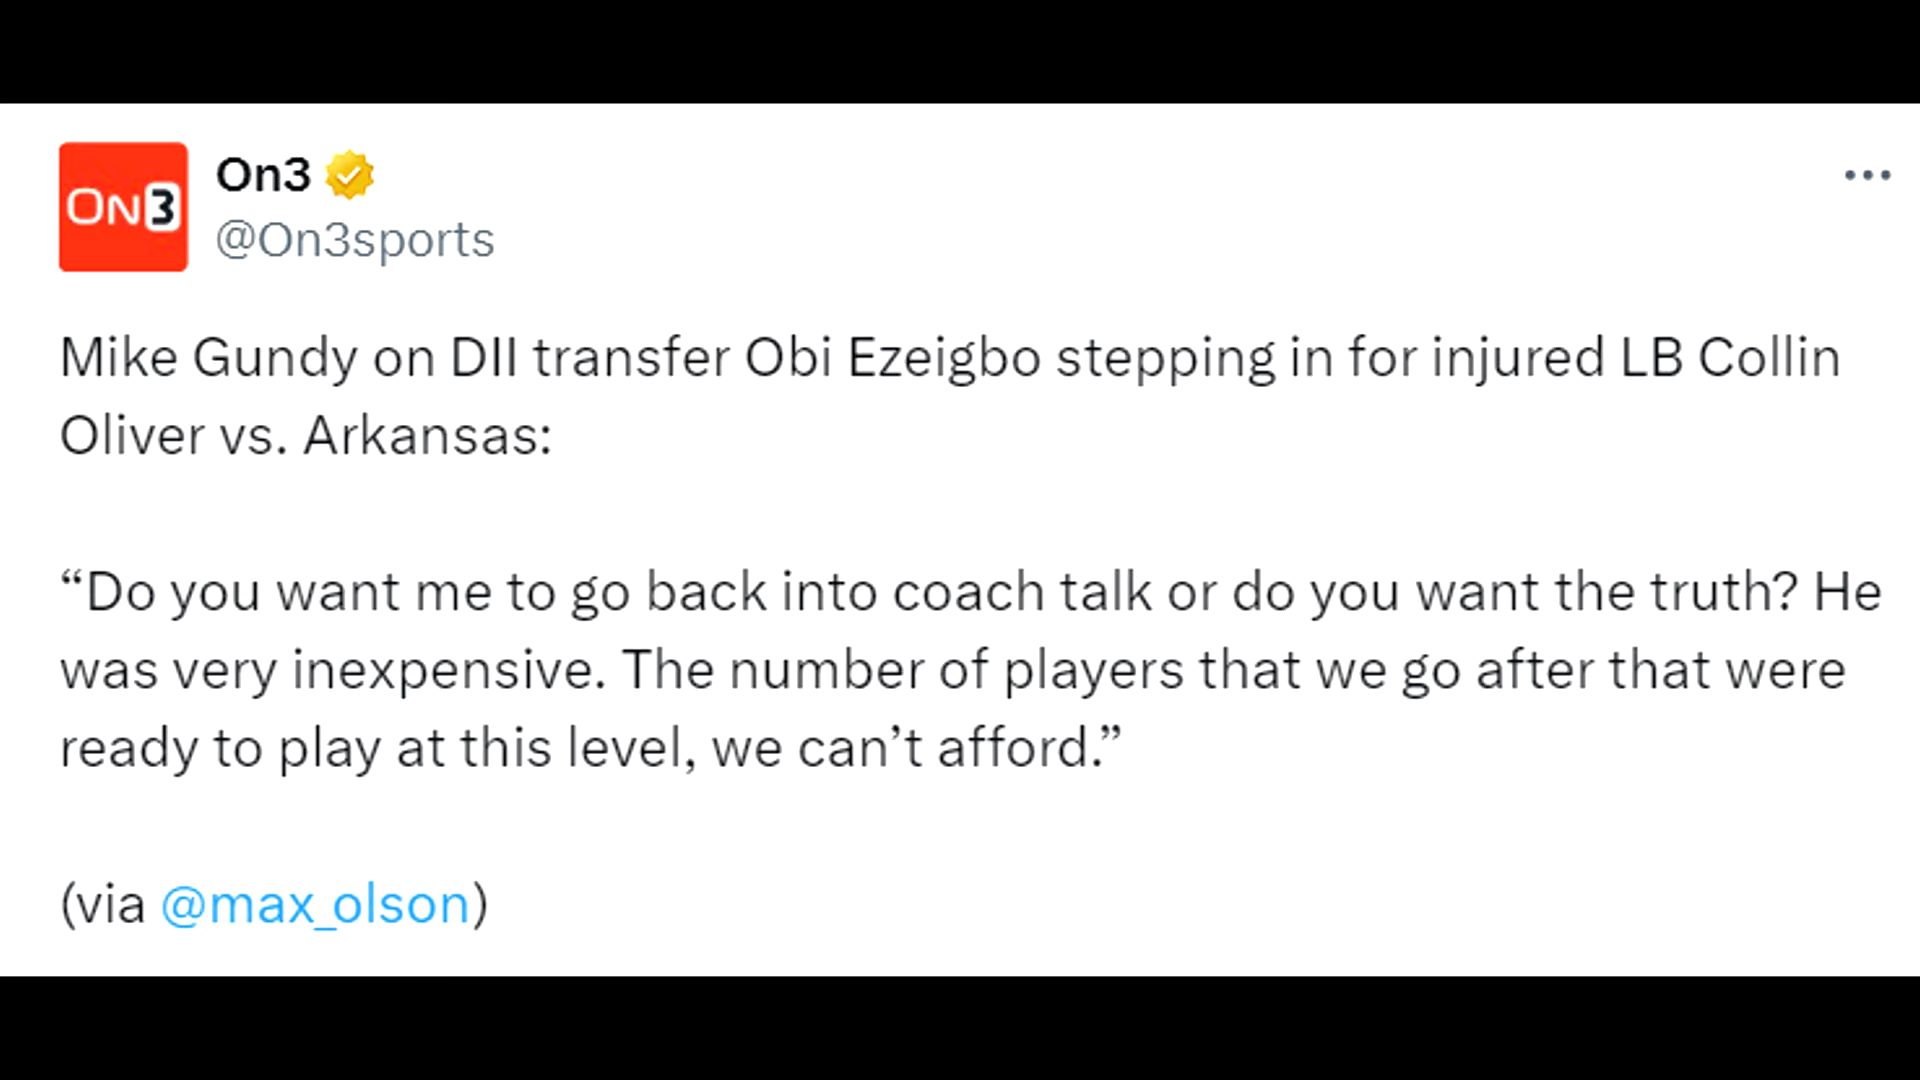 ON3
On3
@On3sports
Mike Gundy on DII transfer Obi Ezeigbo stepping in for injured LB Collin
Oliver vs. Arkansas:
“Do you want me to go back into coach talk or do you want the truth? He
was very inexpensive. The number of players that we go after that were
ready to play at this level, we can’t afford.”
(via @max_olson)